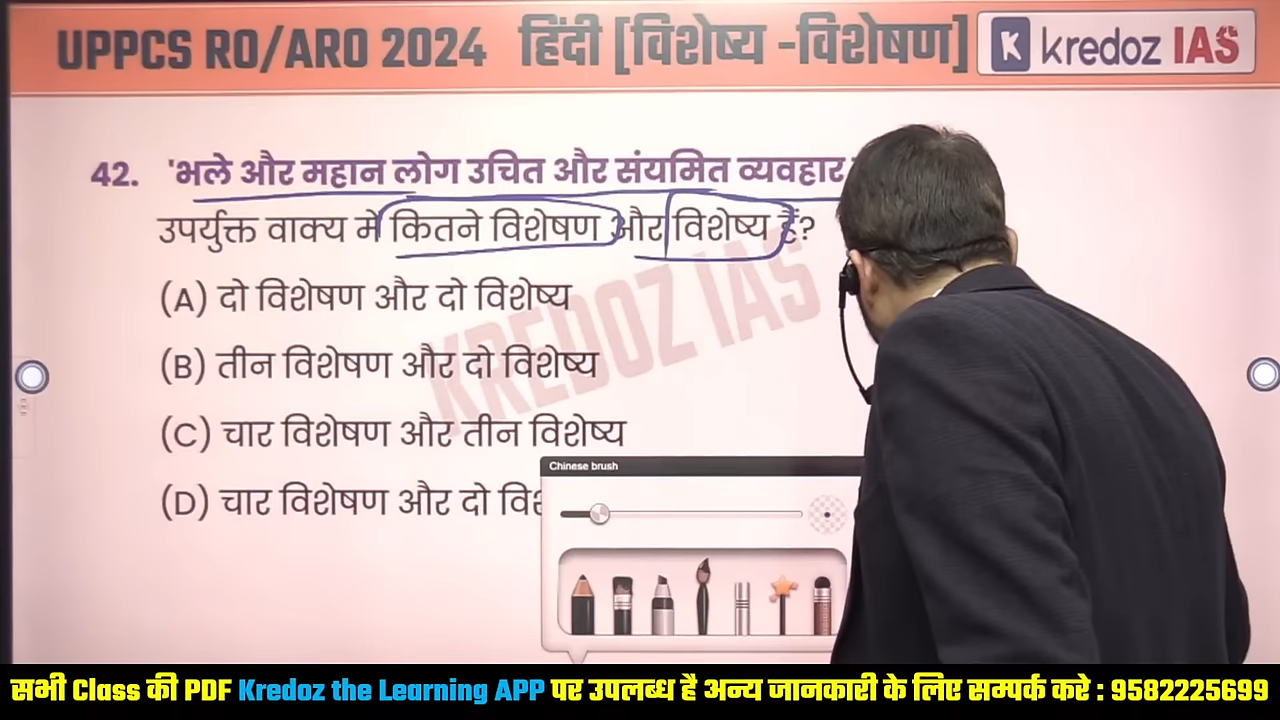 UPPCS RO/ARO 2024 हिंदी [विशेष्य -विशेषण]
K kredoz IAS
42. 'भले और महान लोग उचित और संयमित व्यवहार
उपर्युक्त वाक्य में कितने विशेषण और विशेष्य हैं?
(A) दो विशेषण और दो विशेष्य
(B) तीन विशेषण और दो विशेष्य
(C) चार विशेषण और तीन विशेष्य
(D) चार विशेषण और दो
KREDOZ IAS
Chinese brush
सभी Class की PDF Kredoz the Learning APP पर उपलब्ध है अन्य जानकारी के लिए सम्पर्क करे : 9582225699